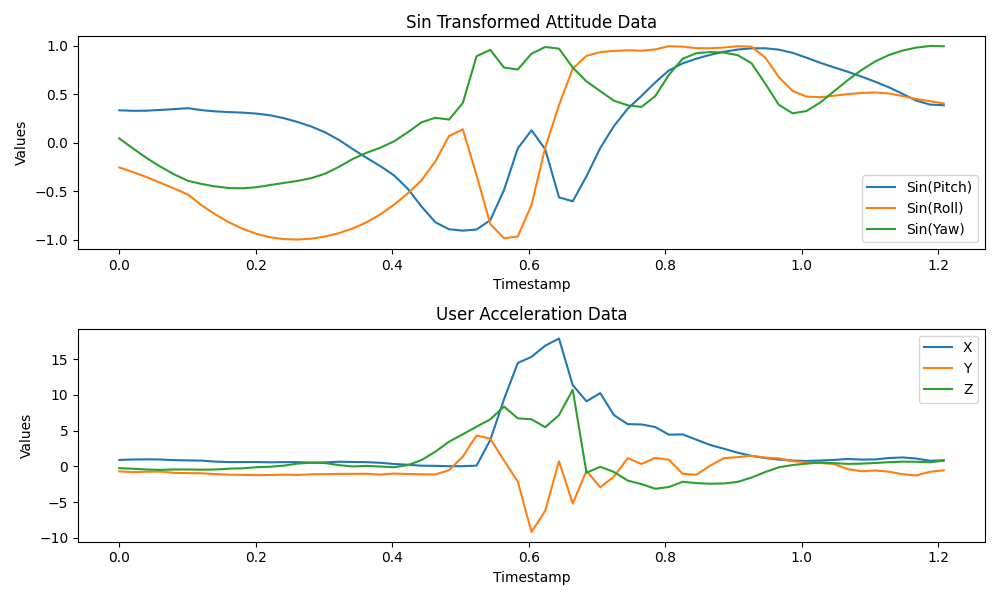 Sin Transformed Attitude Data
1.0
0.5
0.0
−0.5
−1.0
Values
Sin(Pitch)
Sin(Roll)
Sin(Yaw)
0.0 0.2 0.4 0.6 0.8 1.0 1.2
Timestamp
User Acceleration Data
15
10
5
0
−5
−10
Values
X
Y
Z
0.0 0.2 0.4 0.6 0.8 1.0 1.2
Timestamp